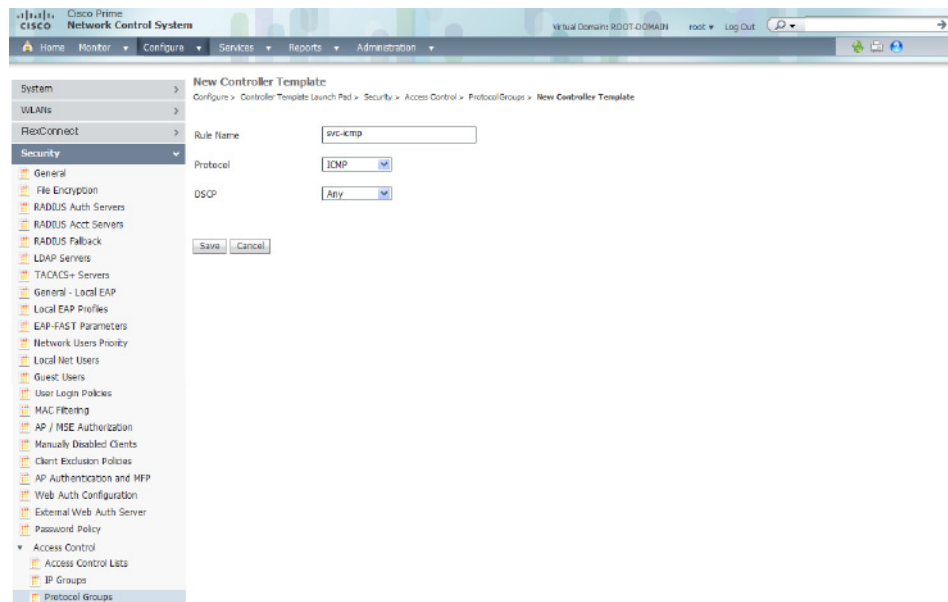 Cisco Prime
CISCO Network Control System
Virtual Domain: ROOT-DOMAIN root Log Out
Home Monitor Configure Services Reports Administration
System
WLANs
FlexConnect
Security
General
File Encryption
RADIUS Auth Servers
RADIUS Acct Servers
RADIUS Fallback
LDAP Servers
TACACS+ Servers
General - Local EAP
Local EAP Profiles
EAP-FAST Parameters
Network Users Priority
Local Net Users
Guest Users
User Login Policies
MAC Filtering
AP / MSE Authorization
Manually Disabled Clients
Client Exclusion Policies
AP Authentication and MFP
Web Auth Configuration
External Web Auth Server
Password Policy
Access Control
Access Control Lists
IP Groups
Protocol Groups
New Controller Template
Configure > Controller Template Launch Pad > Security > Access Control > ProtocolGroups > New Controller Template
Rule Name svc-icmp
Protocol ICMP
DSCP Any
Save Cancel